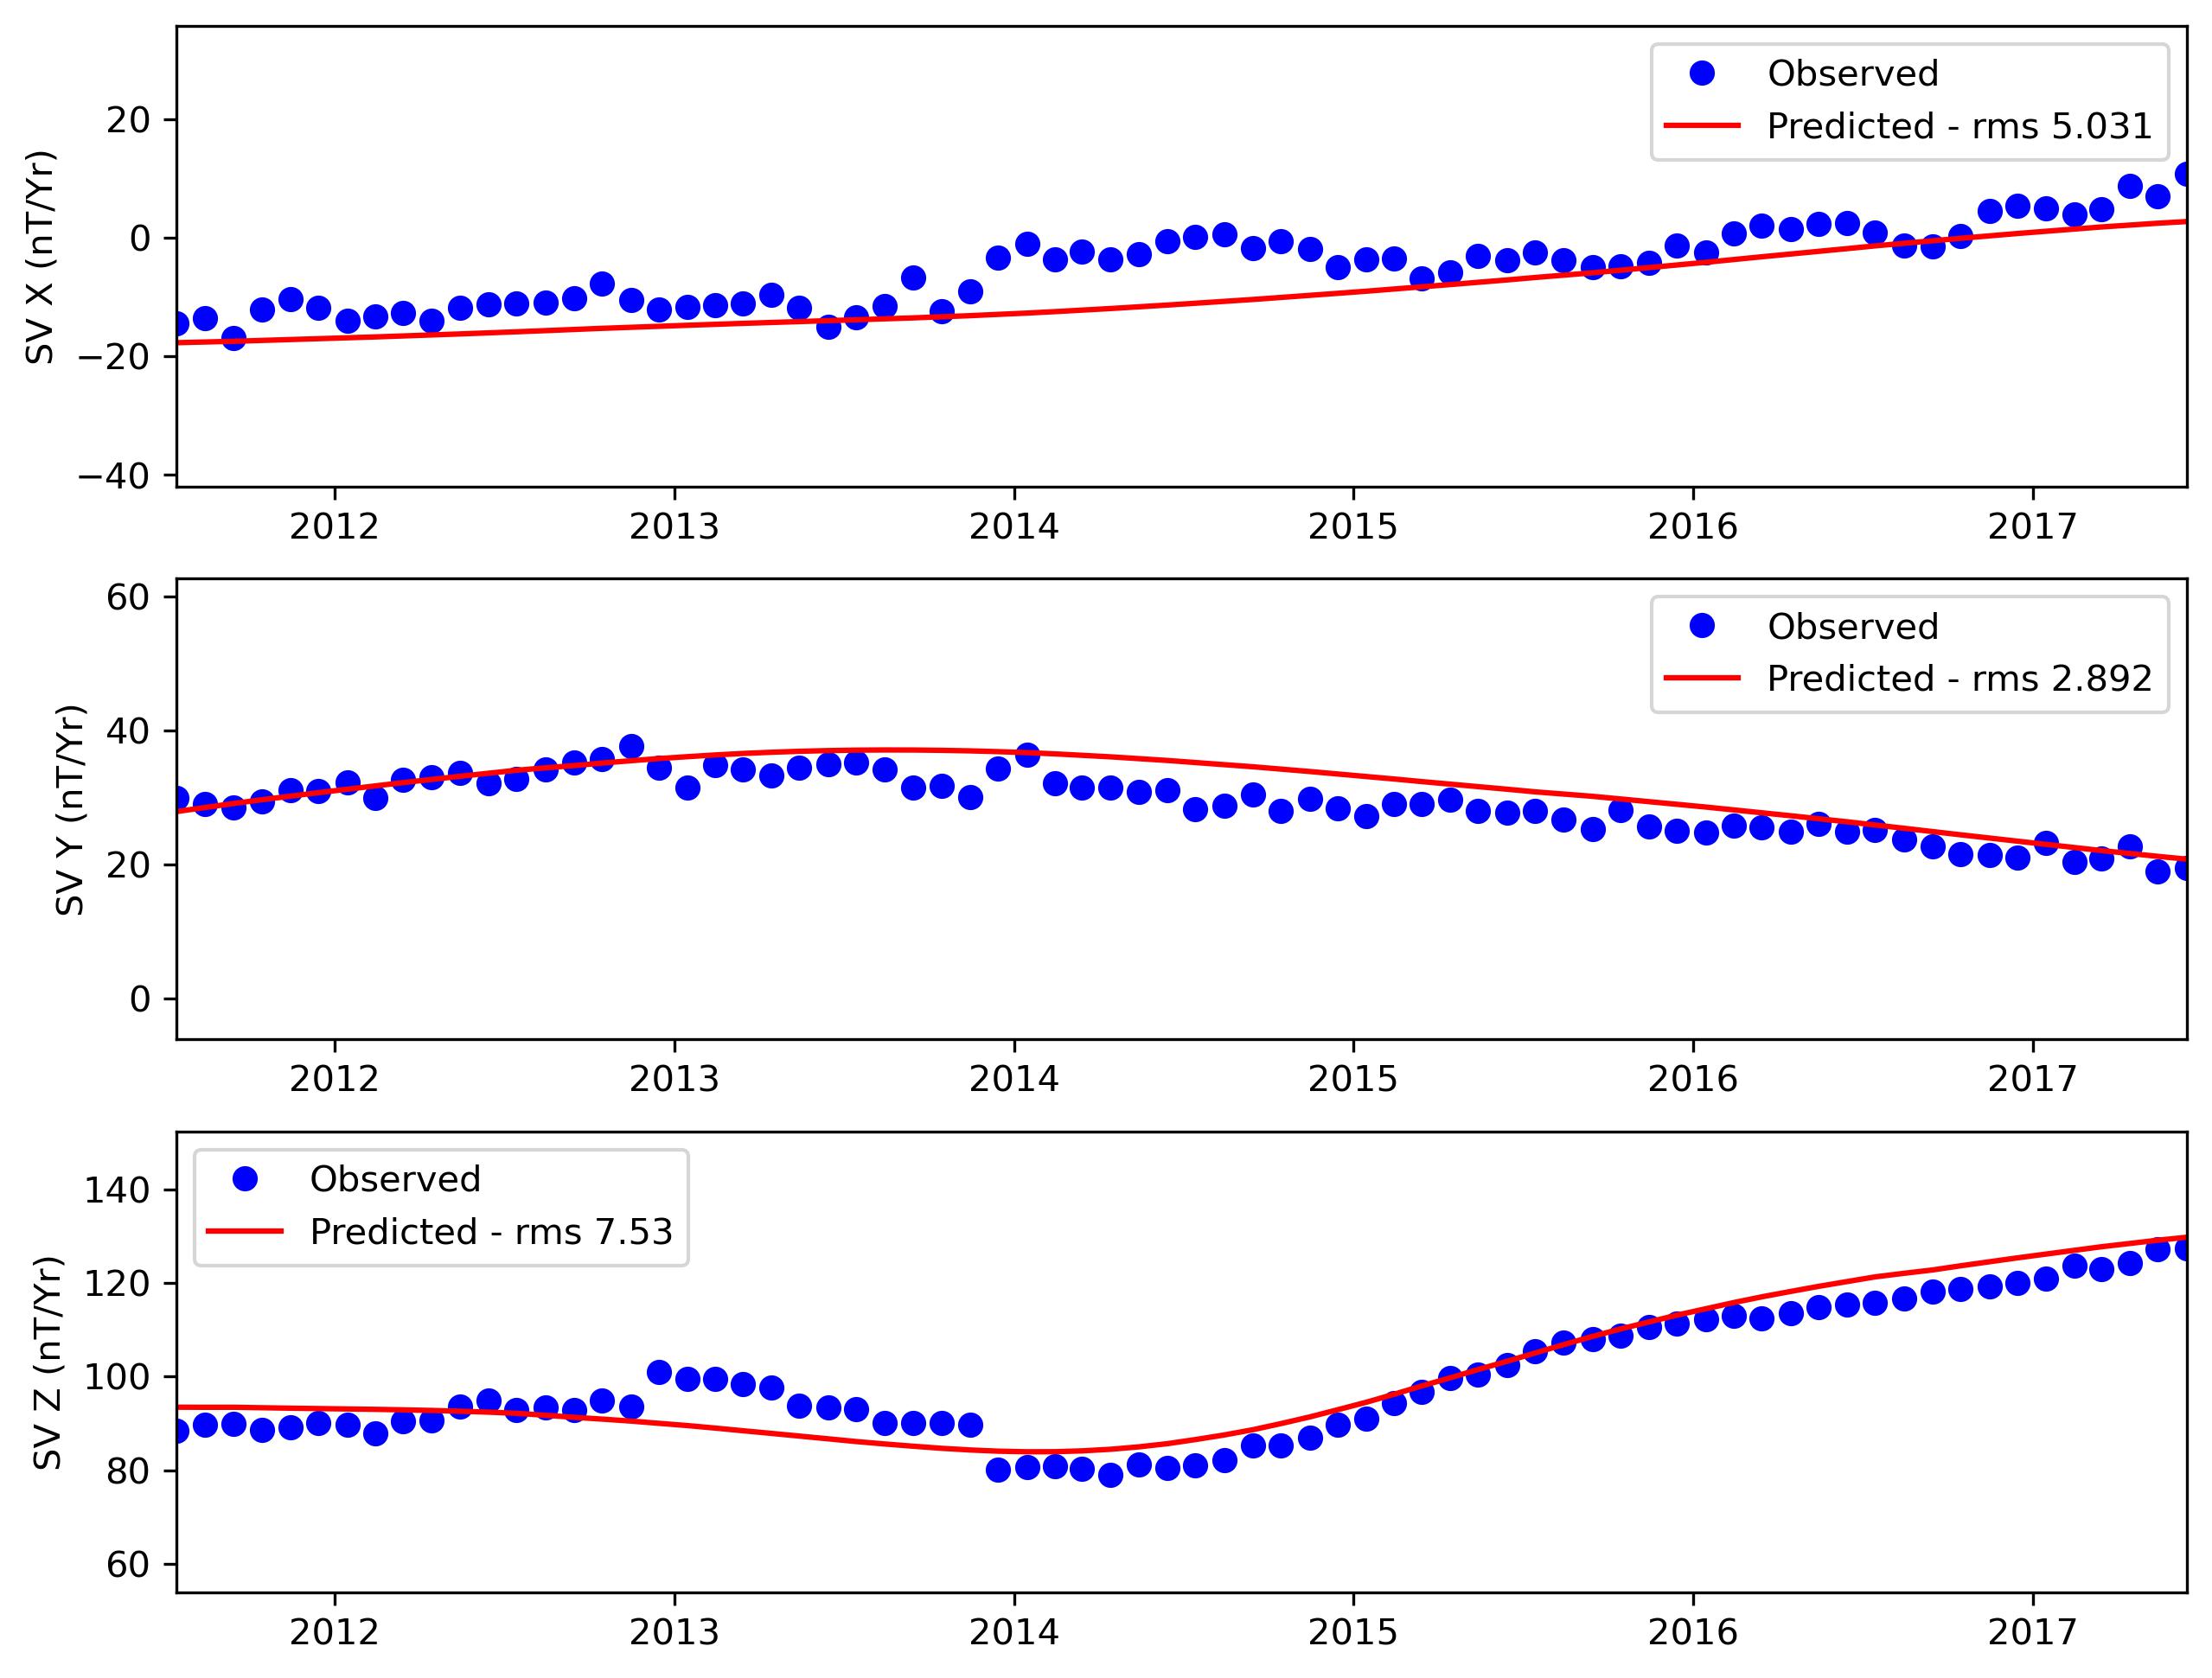 SV X (nT/Yr)
20
0
−20
−40
Observed
Predicted - rms 5.031
2012 2013 2014 2015 2016 2017
SV Y (nT/Yr)
60
40
20
0
Observed
Predicted - rms 2.892
2012 2013 2014 2015 2016 2017
SV Z (nT/Yr)
140
120
100
80
60
Observed
Predicted - rms 7.53
2012 2013 2014 2015 2016 2017